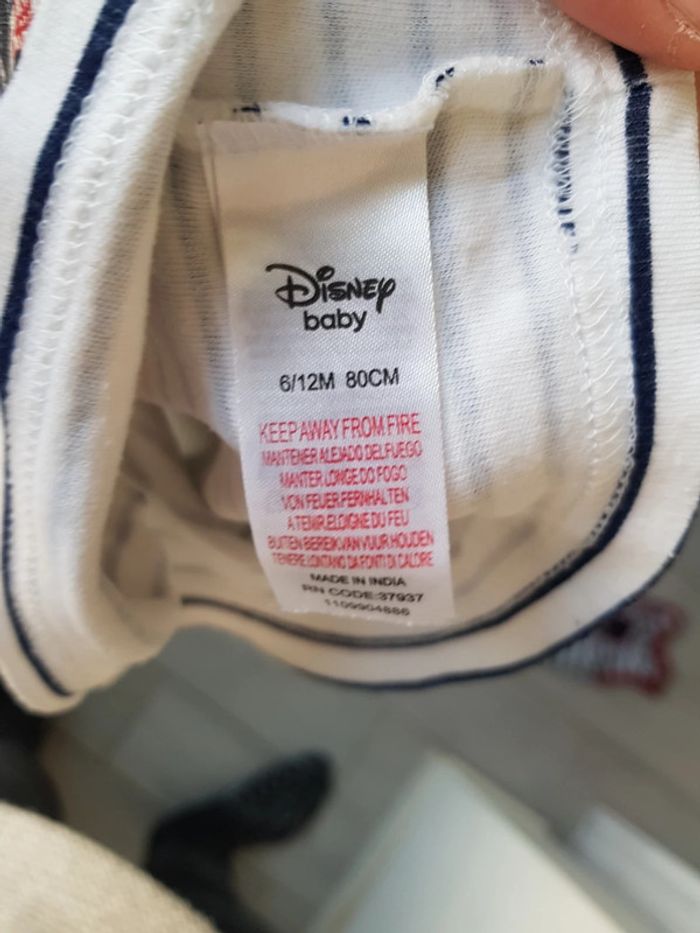 Disney
baby
6/12M 80CM
KEEP AWAY FROM FIRE
MANTENER ALEJADO DEL FUEGO
MANTER LONGE DO FOGO
VON FEUER FERNHALTEN
A TENIR ELOIGNE DU FEU
BUITEN BEREIK VAN VUUR HOUDEN
TENERE LONTANO DA FONTI DI CALORE
MADE IN INDIA
RN CODE:37937
1109904886